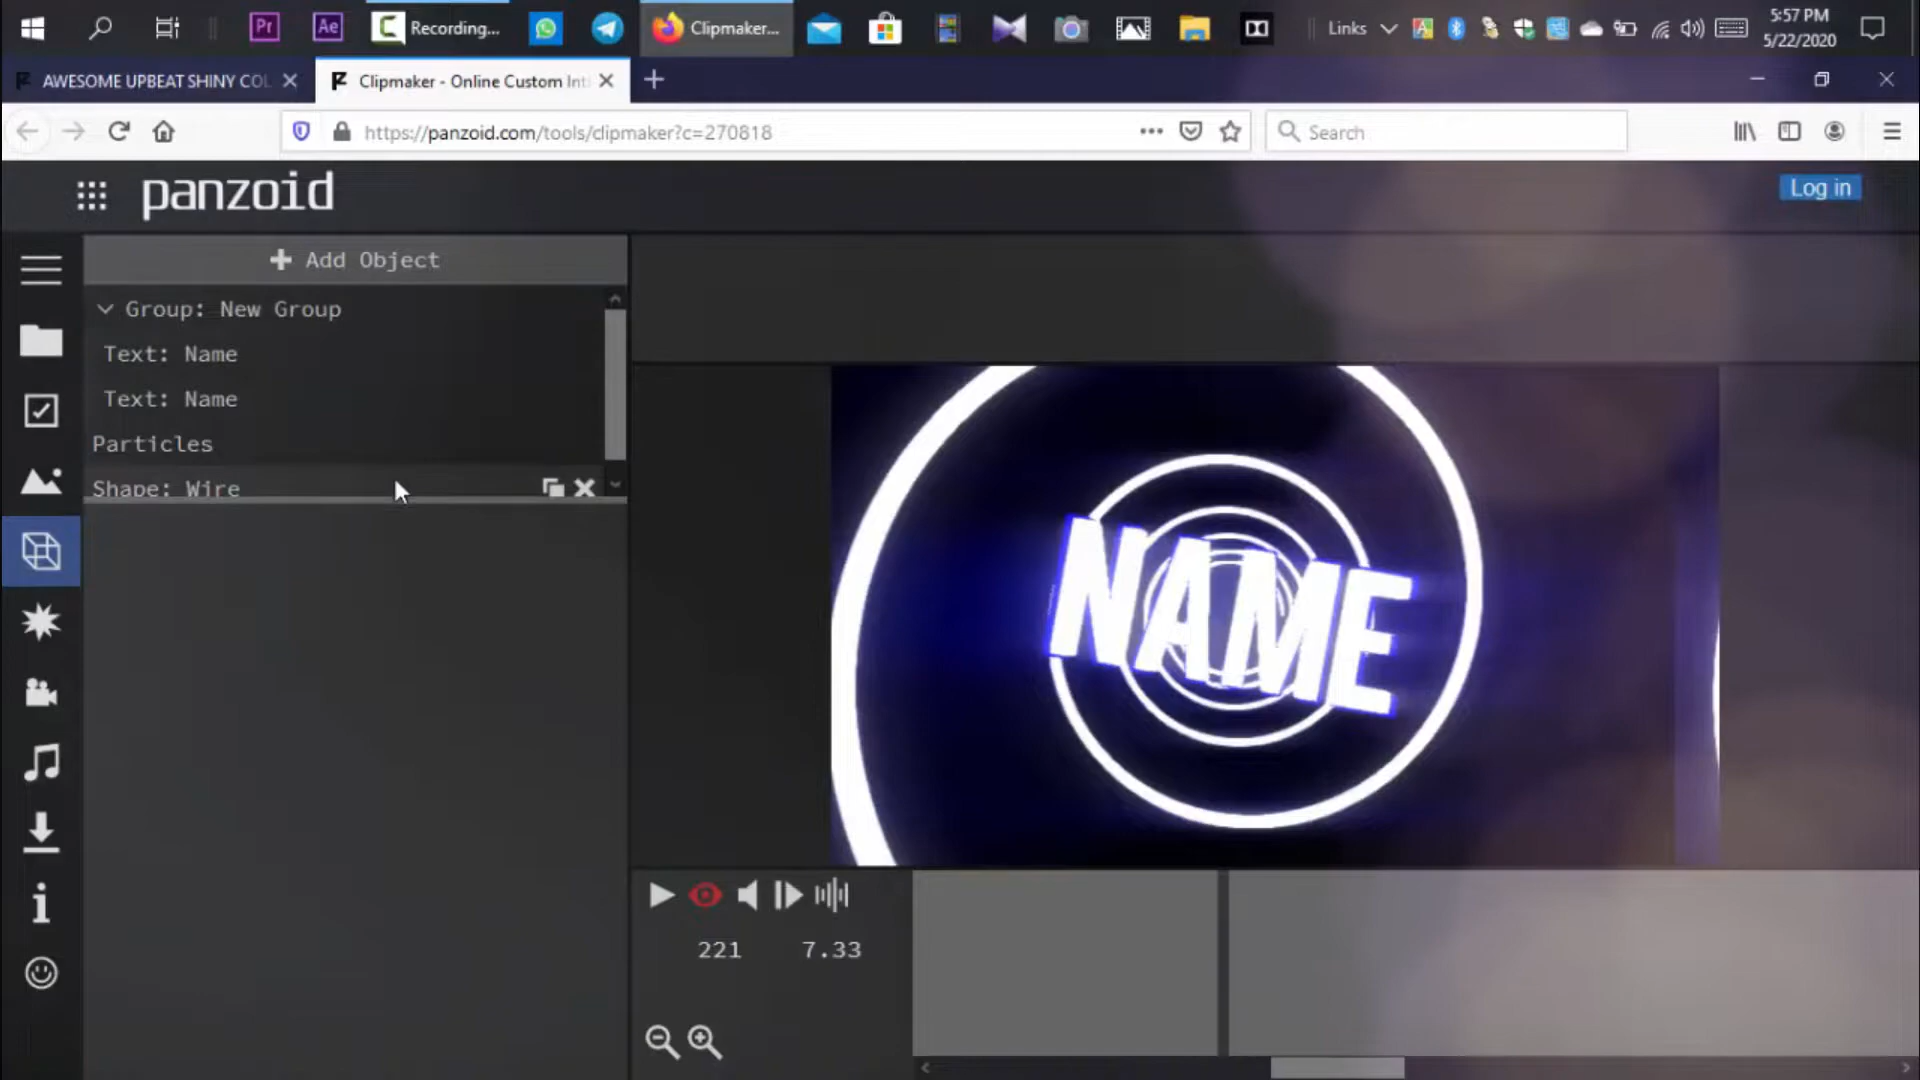 Pr
Ae
Recording...
Clipmaker...
Links
5:57 PM
5/22/2020
AWESOME UPBEAT SHINY COL
Clipmaker - Online Custom Int
https://panzoid.com/tools/clipmaker?c=270818
Search
panzoid
Log in
Add Object
Group: New Group
Text: Name
Text: Name
Particles
Shape: Wire
NAME
221
7.33